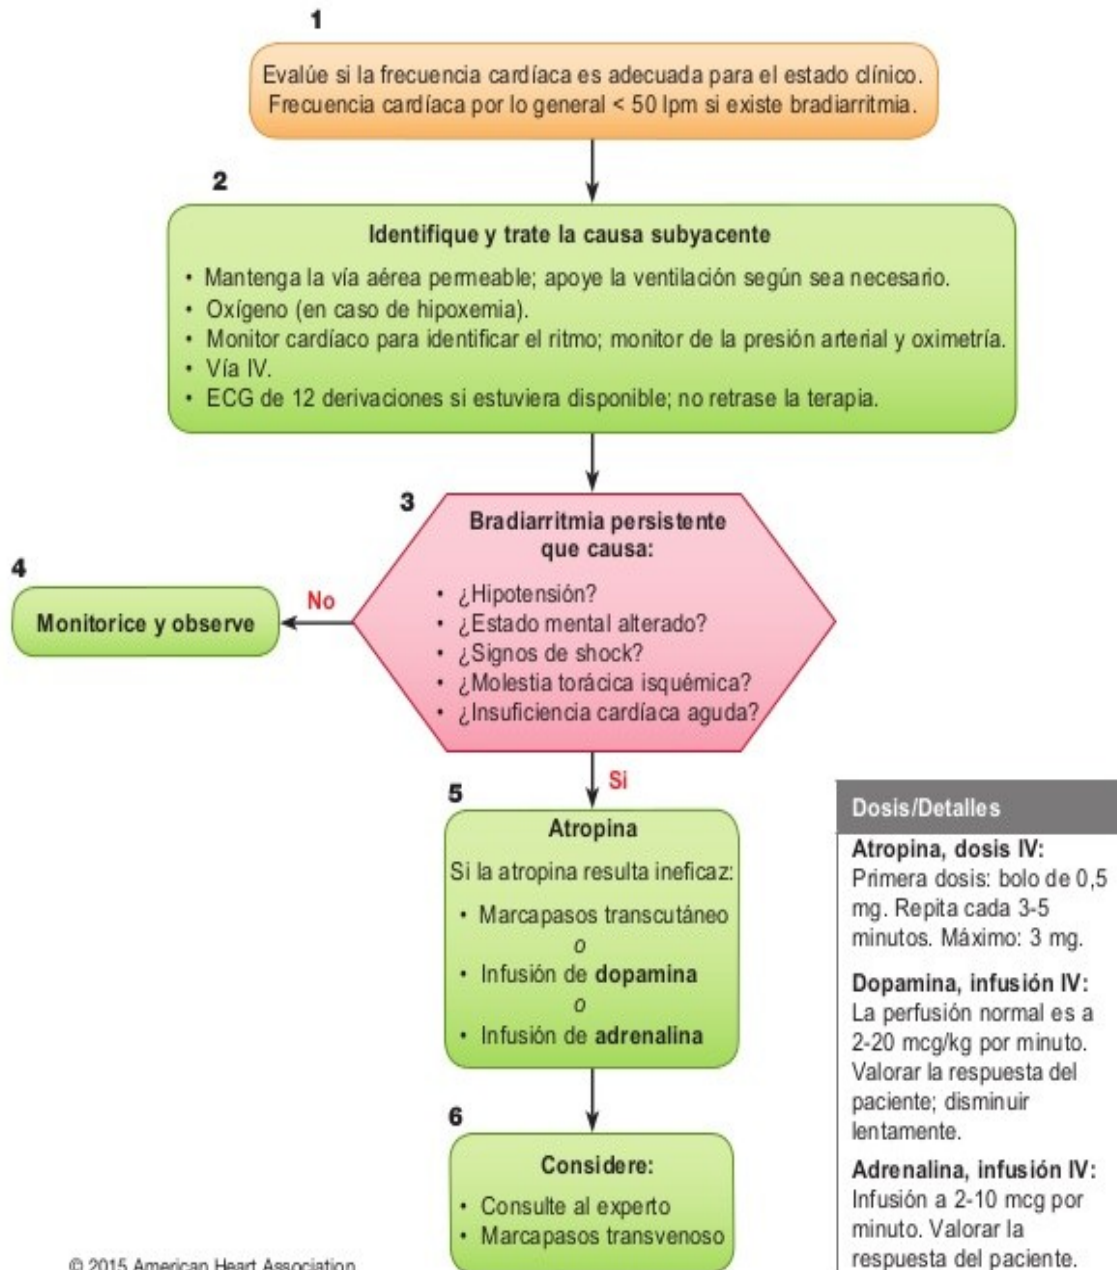 1
Evalúe si la frecuencia cardíaca es adecuada para el estado clínico.
Frecuencia cardíaca por lo general < 50 lpm si existe bradiarritmia.
2
Identifique y trate la causa subyacente
• Mantenga la vía aérea permeable; apoye la ventilación según sea necesario.
• Oxígeno (en caso de hipoxemia).
• Monitor cardíaco para identificar el ritmo; monitor de la presión arterial y oximetría.
• Vía IV.
• ECG de 12 derivaciones si estuviera disponible; no retrase la terapia.
3
Bradiarritmia persistente
que causa:
• ¿Hipotensión?
• ¿Estado mental alterado?
• ¿Signos de shock?
• ¿Molestia torácica isquémica?
• ¿Insuficiencia cardíaca aguda?
4
No
Monitorice y observe
Si
5
Atropina
Si la atropina resulta ineficaz:
• Marcapasos transcutáneo
o
• Infusión de dopamina
o
• Infusión de adrenalina
6
Considere:
• Consulte al experto
• Marcapasos transvenoso
Dosis/Detalles
Atropina, dosis IV:
Primera dosis: bolo de 0,5
mg. Repita cada 3-5
minutos. Máximo: 3 mg.
Dopamina, infusión IV:
La perfusión normal es a
2-20 mcg/kg por minuto.
Valorar la respuesta del
paciente; disminuir
lentamente.
Adrenalina, infusión IV:
Infusión a 2-10 mcg por
minuto. Valorar la
respuesta del paciente.
© 2015 American Heart Association